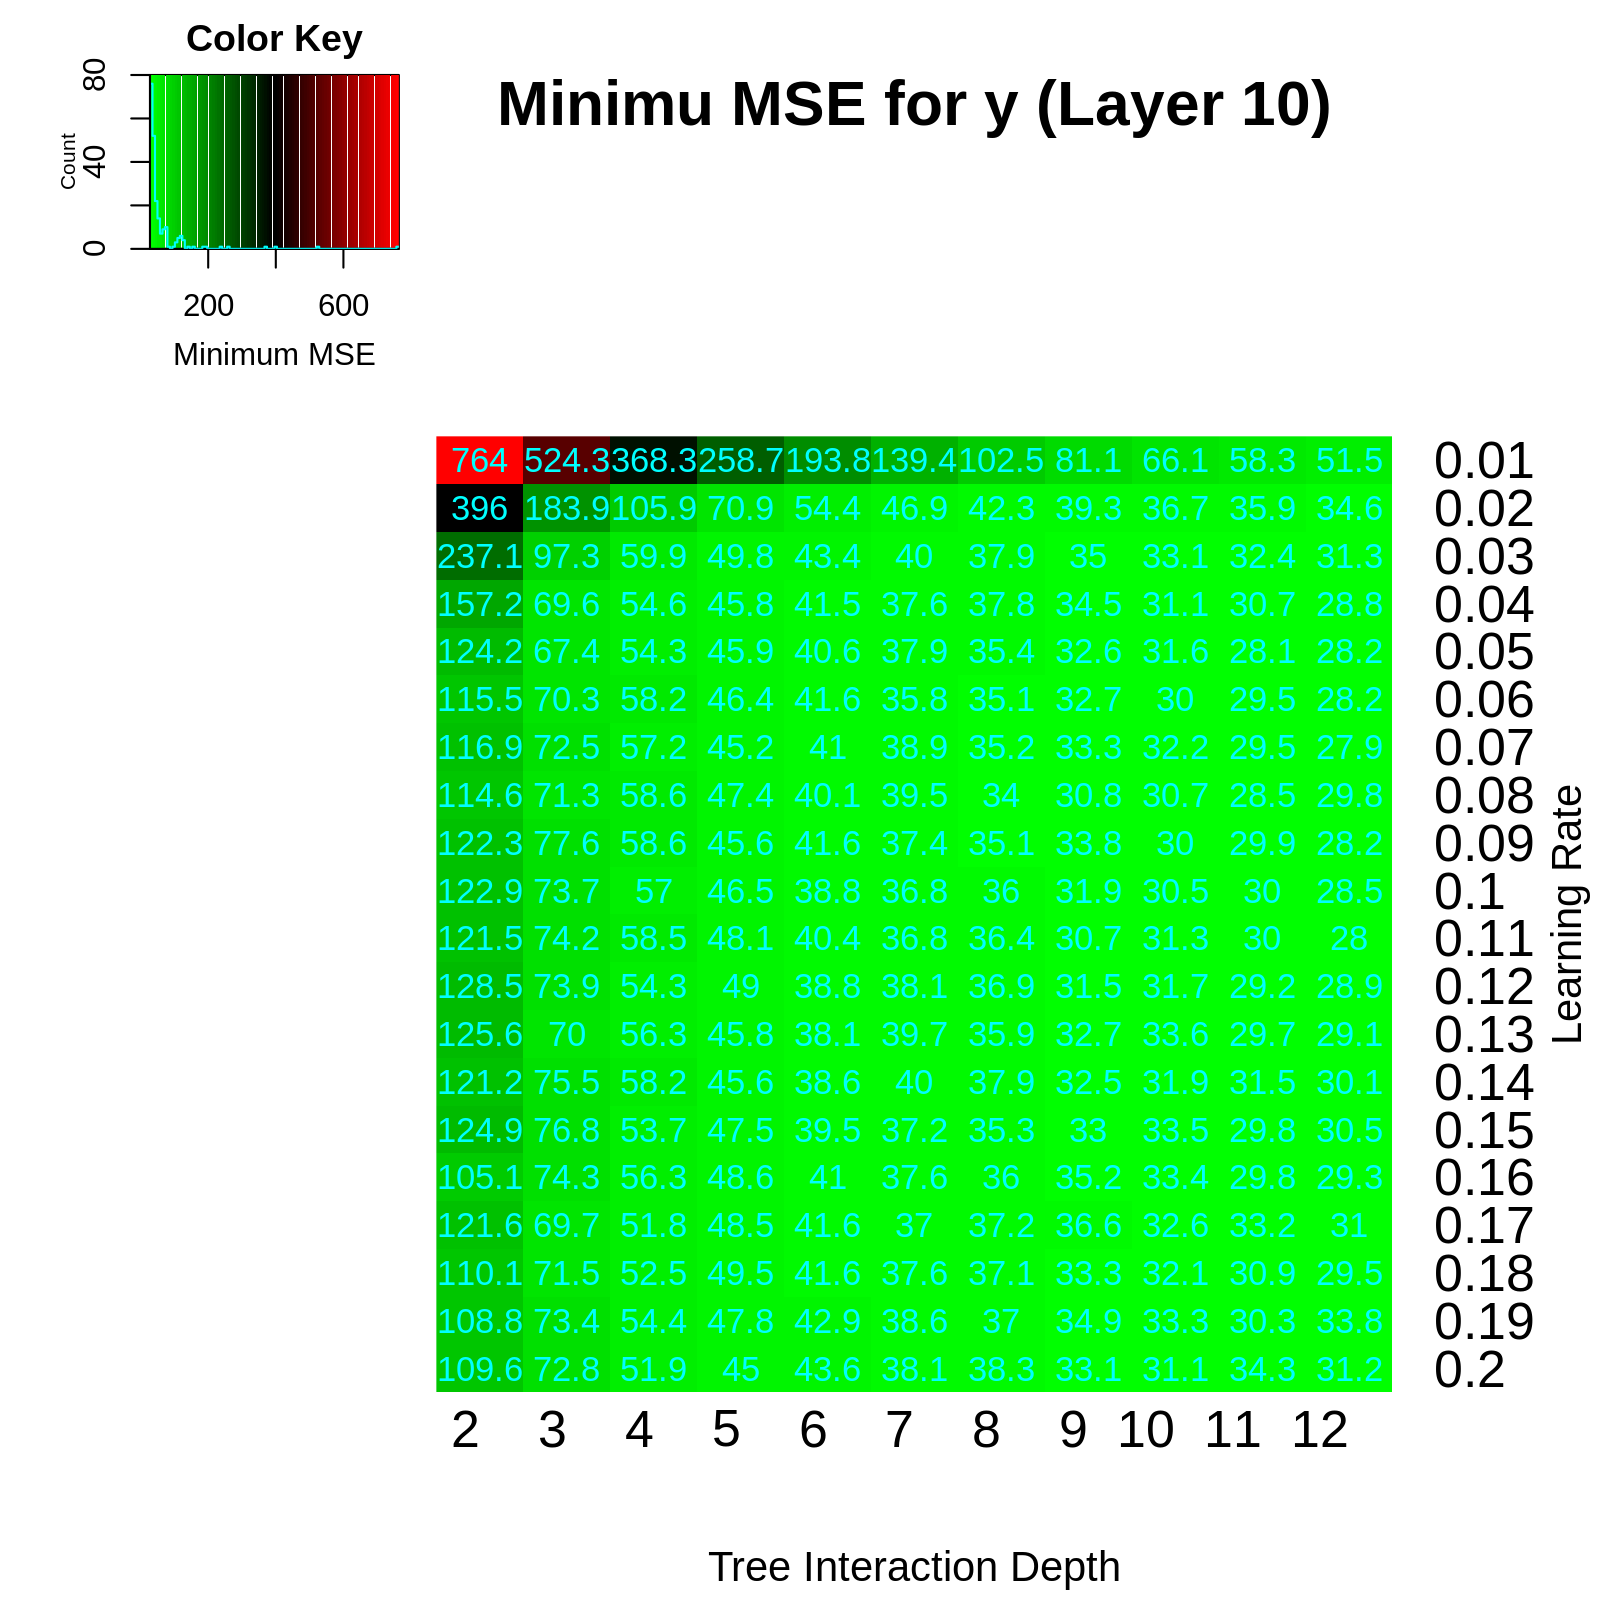 Color Key
Minimu MSE for y (Layer 10)
80
40
0
Count
200 600
Minimum MSE
764 524.3 368.3 258.7 193.8 139.4 102.5 81.1 66.1 58.3 51.5 0.01
396 183.9 105.9 70.9 54.4 46.9 42.3 39.3 36.7 35.9 34.6 0.02
237.1 97.3 59.9 49.8 43.4 40 37.9 35 33.1 32.4 31.3 0.03
157.2 69.6 54.6 45.8 41.5 37.6 37.8 34.5 31.1 30.7 28.8 0.04
124.2 67.4 54.3 45.9 40.6 37.9 35.4 32.6 31.6 28.1 28.2 0.05
115.5 70.3 58.2 46.4 41.6 35.8 35.1 32.7 30 29.5 28.2 0.06
116.9 72.5 57.2 45.2 41 38.9 35.2 33.3 32.2 29.5 27.9 0.07
114.6 71.3 58.6 47.4 40.1 39.5 34 30.8 30.7 28.5 29.8 0.08
122.3 77.6 58.6 45.6 41.6 37.4 35.1 33.8 30 29.9 28.2 0.09
122.9 73.7 57 46.5 38.8 36.8 36 31.9 30.5 30 28.5 0.1
121.5 74.2 58.5 48.1 40.4 36.8 36.4 30.7 31.3 30 28 0.11
128.5 73.9 54.3 49 38.8 38.1 36.9 31.5 31.7 29.2 28.9 0.12
125.6 70 56.3 45.8 38.1 39.7 35.9 32.7 33.6 29.7 29.1 0.13
121.2 75.5 58.2 45.6 38.6 40 37.9 32.5 31.9 31.5 30.1 0.14
124.9 76.8 53.7 47.5 39.5 37.2 35.3 33 33.5 29.8 30.5 0.15
105.1 74.3 56.3 48.6 41 37.6 36 35.2 33.4 29.8 29.3 0.16
121.6 69.7 51.8 48.5 41.6 37 37.2 36.6 32.6 33.2 31 0.17
110.1 71.5 52.5 49.5 41.6 37.6 37.1 33.3 32.1 30.9 29.5 0.18
108.8 73.4 54.4 47.8 42.9 38.6 37 34.9 33.3 30.3 33.8 0.19
109.6 72.8 51.9 45 43.6 38.1 38.3 33.1 31.1 34.3 31.2 0.2
Learning Rate
2 3 4 5 6 7 8 9 10 11 12
Tree Interaction Depth